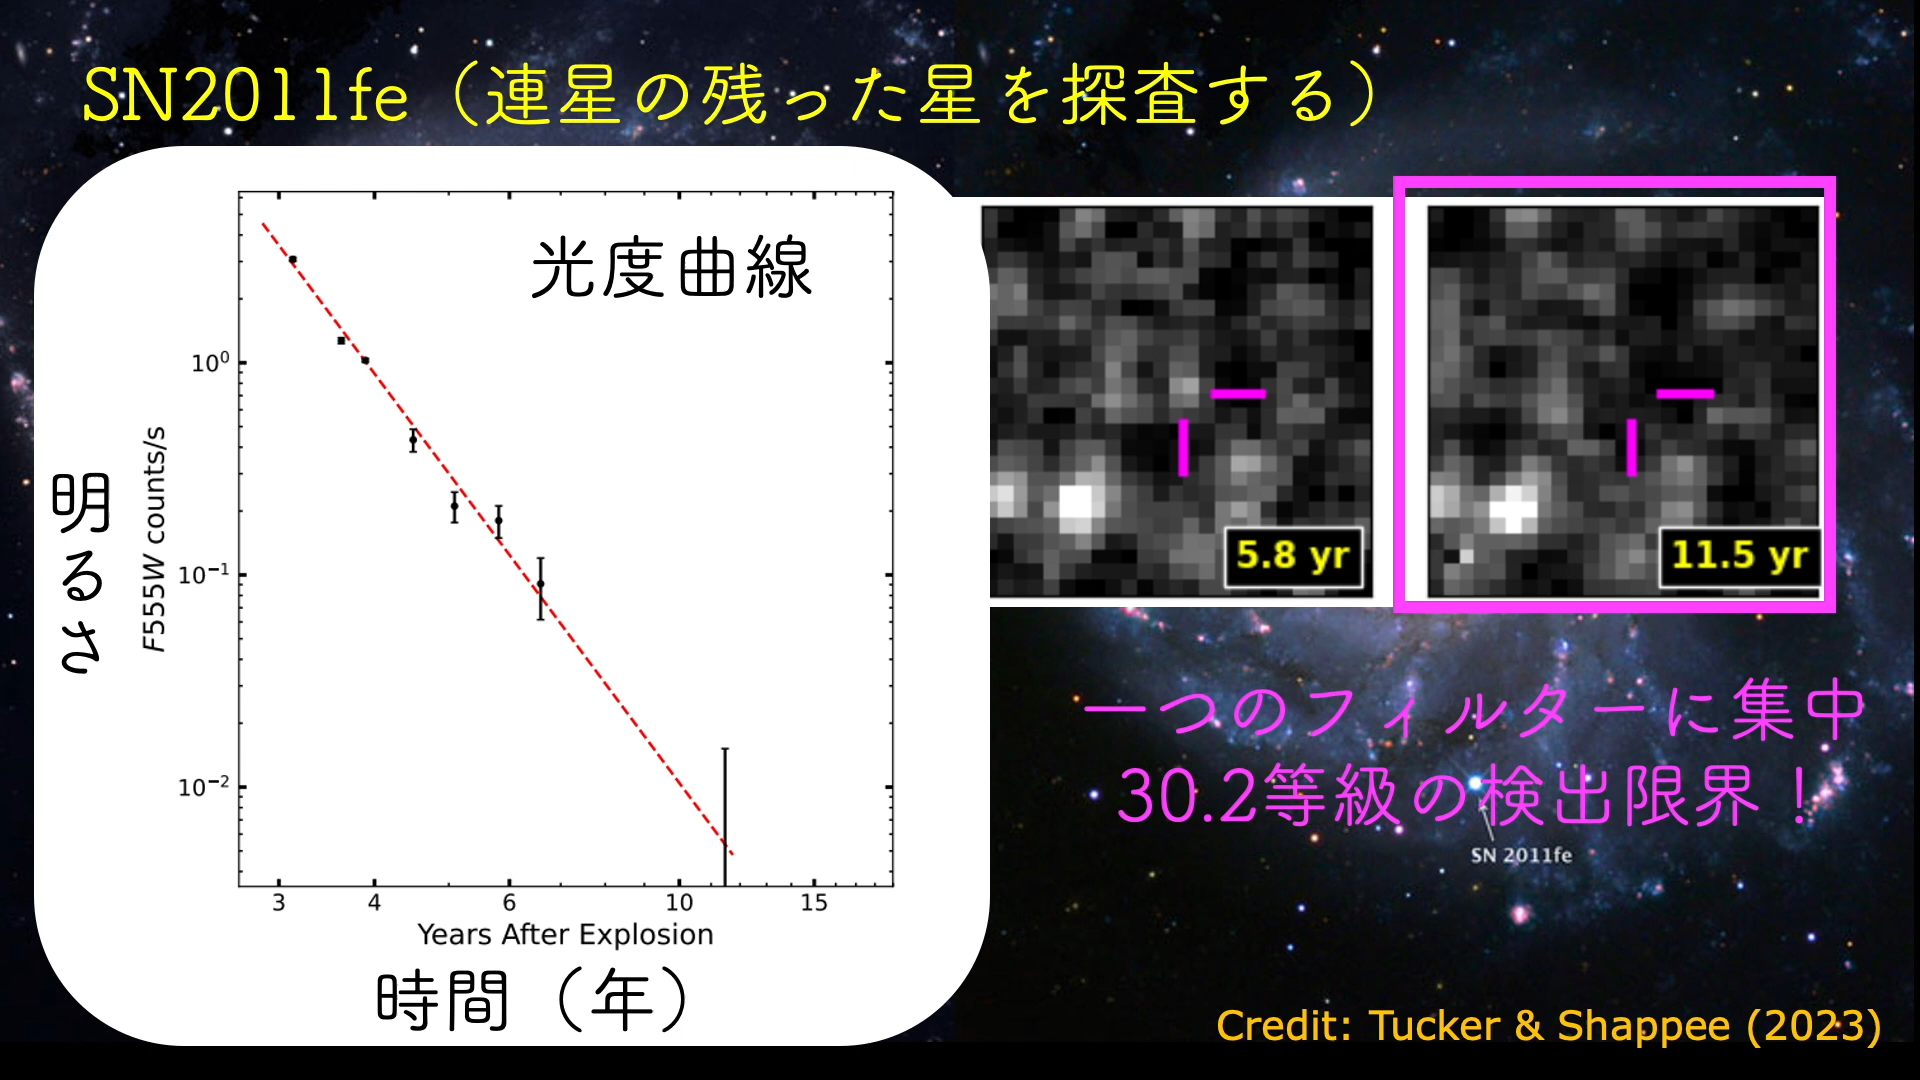 SN2011fe（連星の残った星を探査する）
光度曲線
10⁰
10⁻¹
10⁻²
明るさ
F555W counts/s
3 4 6 10 15
Years After Explosion
時間（年）
5.8 yr
11.5 yr
一つのフィルターに集中
30.2等級の検出限界！
SN 2011fe
Credit: Tucker & Shappee (2023)